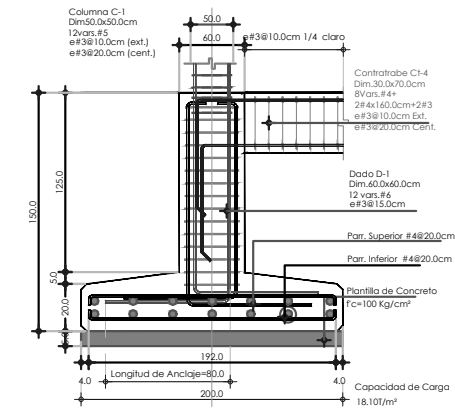 Columna C-1
Dim50.0x50.0cm
12vars.#5
e#3@10.0cm (ext.)
e#3@20.0cm (cent.)
50.0
60.0
e#3@10.0cm 1/4 claro
Contratrabe Ct-4
Dim.30.0x70.0cm
8Vars.#4+
2#4x160.0cm+2#3
e#3@10.0cm Ext.
e#3@20.0cm Cent.
Dado D-1
Dim.60.0x60.0cm
12 vars.#6
e#3@15.0cm
150.0
125.0
5.0
20.0
Parr. Superior #4@20.0cm
Parr. Inferior #4@20.0cm
Plantilla de Concreto
f'c=100 Kg/cm²
192.0
4.0
Longitud de Anclaje=80.0
4.0
200.0
Capacidad de Carga
18.10T/m²